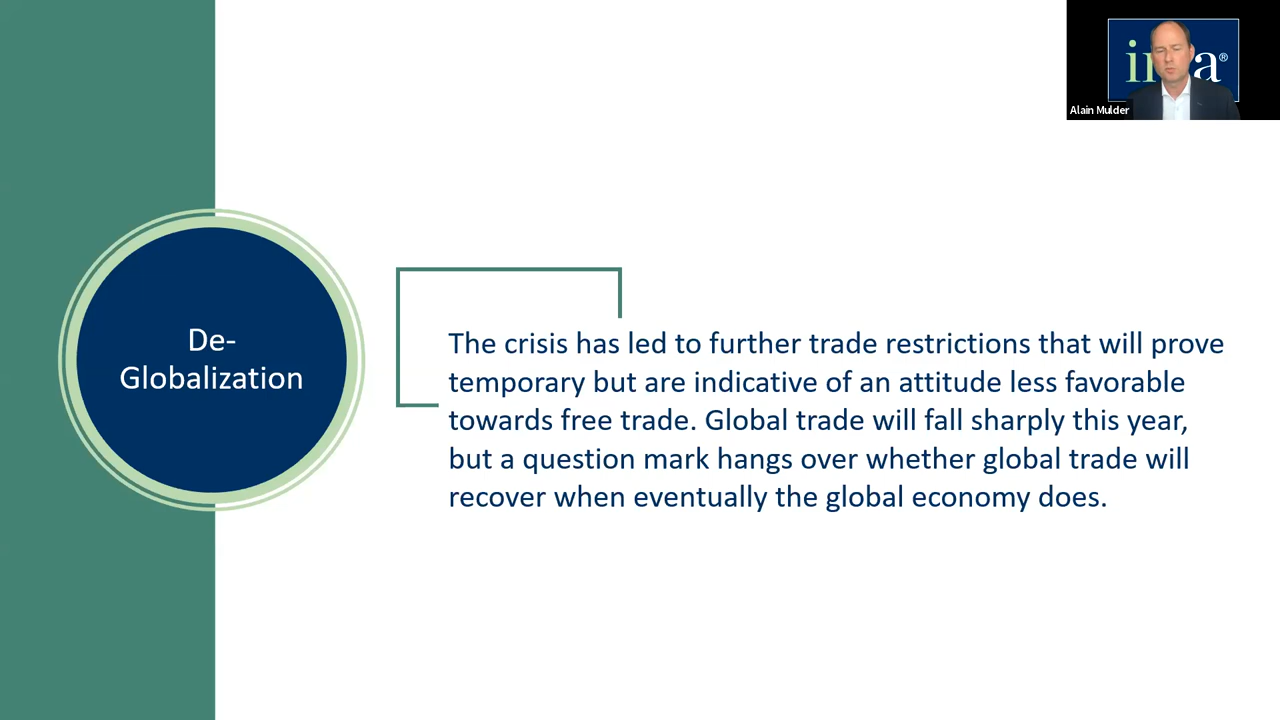 i a®
Alain Mulder
De-
Globalization
The crisis has led to further trade restrictions that will prove
temporary but are indicative of an attitude less favorable
towards free trade. Global trade will fall sharply this year,
but a question mark hangs over whether global trade will
recover when eventually the global economy does.